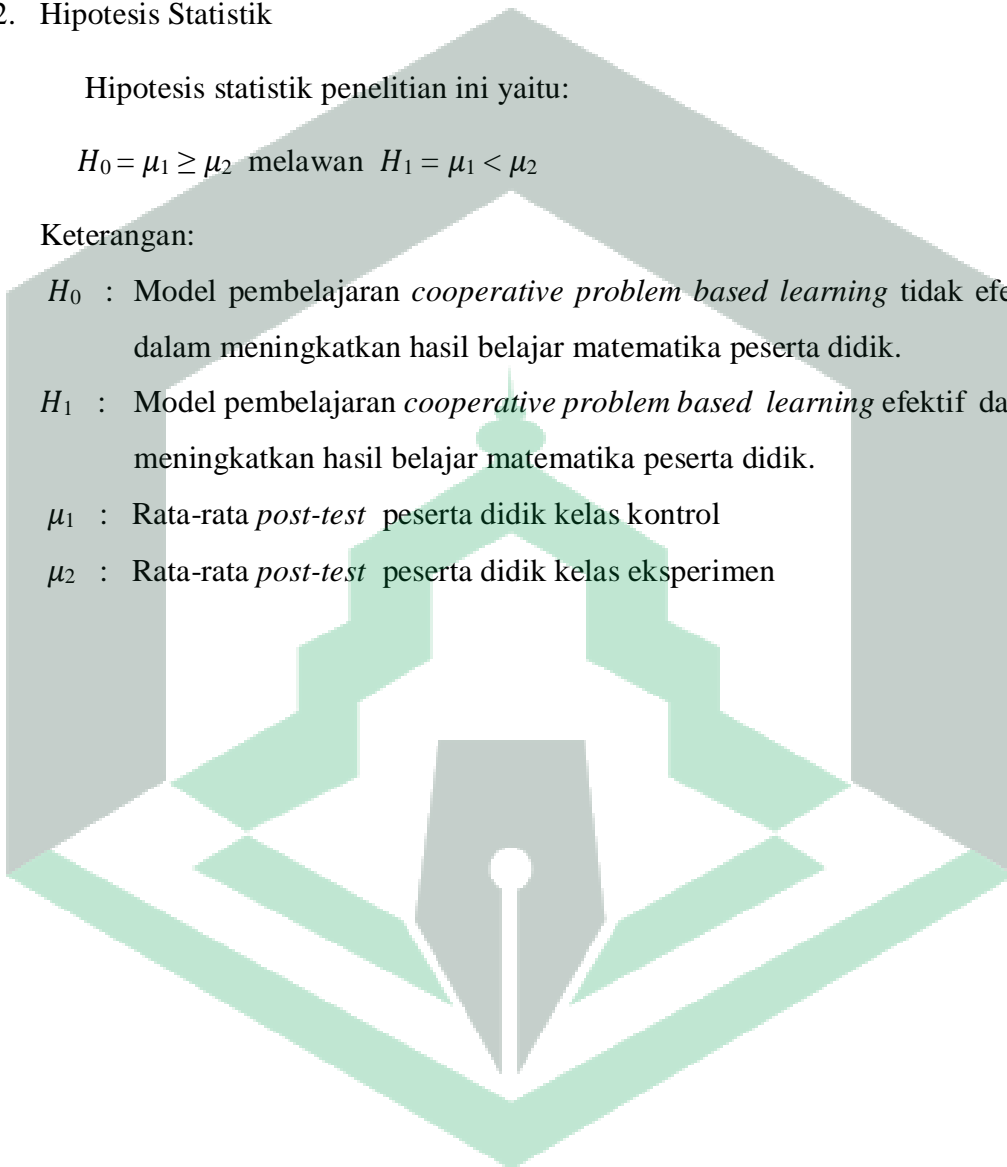 2. Hipotesis Statistik
Hipotesis statistik penelitian ini yaitu:
H₀ = μ₁ ≥ μ₂ melawan H₁ = μ₁ < μ₂
Keterangan:
H₀ : Model pembelajaran cooperative problem based learning tidak
dalam meningkatkan hasil belajar matematika peserta didik.
H₁ : Model pembelajaran cooperative problem based learning efektif
meningkatkan hasil belajar matematika peserta didik.
μ₁ : Rata-rata post-test peserta didik kelas kontrol
μ₂ : Rata-rata post-test peserta didik kelas eksperimen